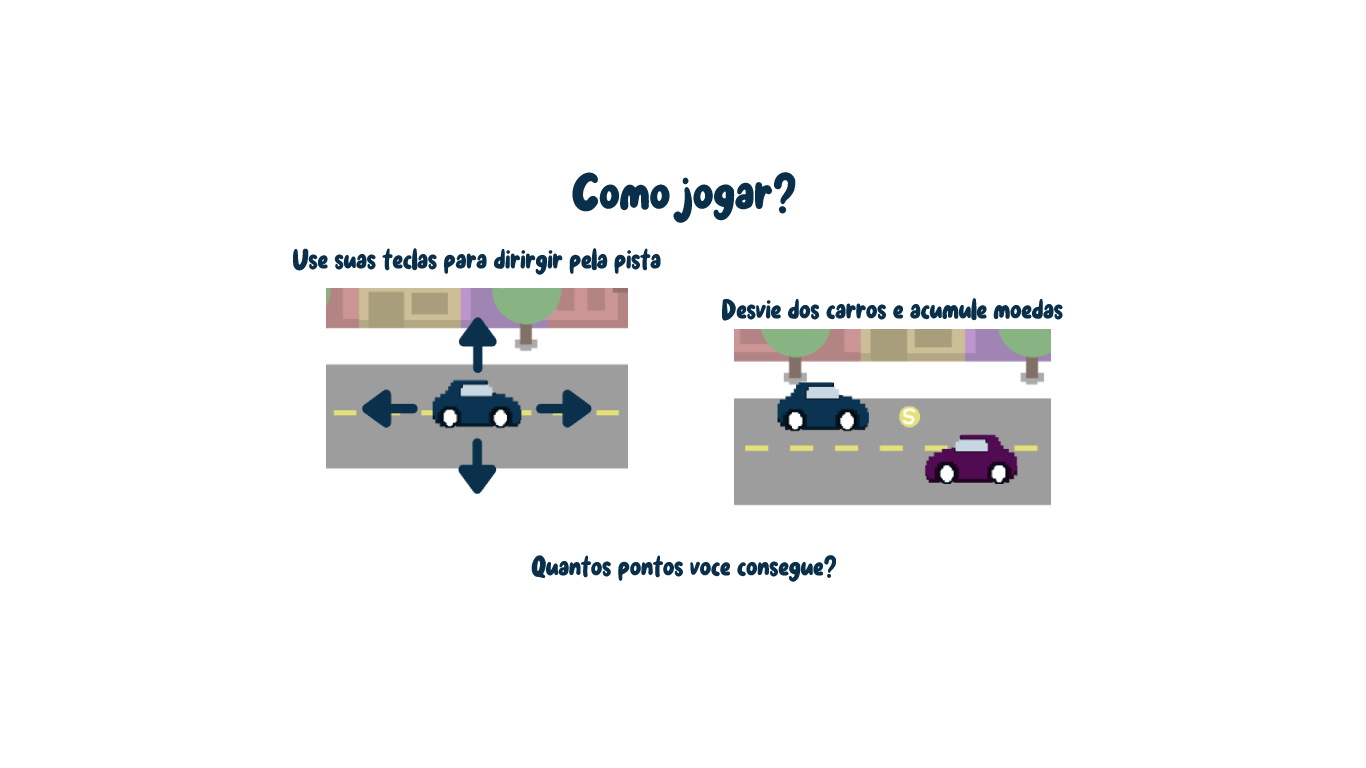 Como jogar?
Use suas teclas para dirirgir pela pista
Desvie dos carros e acumule moedas
S
Quantos pontos voce consegue?